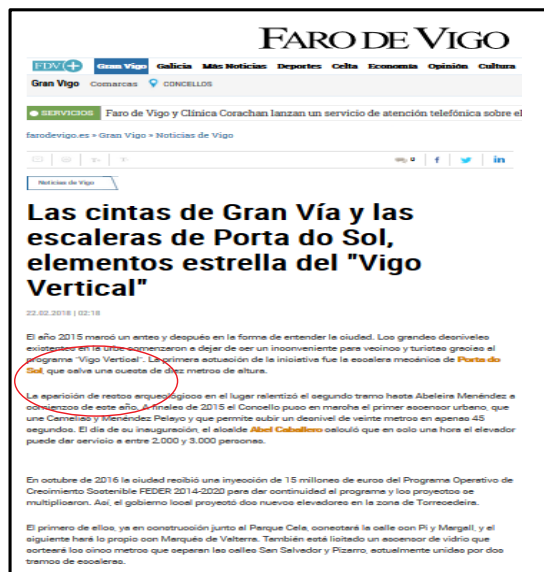 FARO DE VIGO
FDV(+) Gran Vigo Galicia Más Noticias Deportes Celta Economía Opinión Cultura
Gran Vigo Comarcas CONCELLOS
SERVICIOS Faro de Vigo y Clínica Corachan lanzan un servicio de atención telefónica sobre el
farodevigo.es » Gran Vigo » Noticias de Vigo
0 f in
Noticias de Vigo
Las cintas de Gran Vía y las
escaleras de Porta do Sol,
elementos estrella del "Vigo
Vertical"
22.02.2018 | 02:18
El año 2015 marcó un antes y después en la forma de entender la ciudad. Los grandes desniveles
existentes en la urbe comenzaron a dejar de ser un inconveniente para vecinos y turistas gracias al
programa "Vigo Vertical". La primera actuación de la iniciativa fue la escalera mecánica de Porta do
Sol, que salva una cuesta de diez metros de altura.
La aparición de restos arqueológicos en el lugar ralentizó el segundo tramo hasta Abeleira Menéndez a
comienzos de este año. A finales de 2015 el Concello puso en marcha el primer ascensor urbano, que
une Camelias y Menéndez Pelayo y que permite subir un desnivel de veinte metros en apenas 45
segundos. El día de su inauguración, el alcalde Abel Caballero calculó que en solo una hora el elevador
puede dar servicio a entre 2.000 y 3.000 personas.
En octubre de 2016 la ciudad recibió una inyección de 15 millones de euros del Programa Operativo de
Crecimiento Sostenible FEDER 2014-2020 para dar continuidad al programa y los proyectos se
multiplicaron. Así, el gobierno local proyectó dos nuevos elevadores en la zona de Torrecedeira.
El primero de ellos, ya en construcción junto al Parque Cela, conectará la calle con Pi y Margall, y el
siguiente hará lo propio con Marqués de Valterra. También está licitado un ascensor de vidrio que
sorteará los cinco metros que separan las calles San Salvador y Pizarro, actualmente unidas por dos
tramos de escaleras.